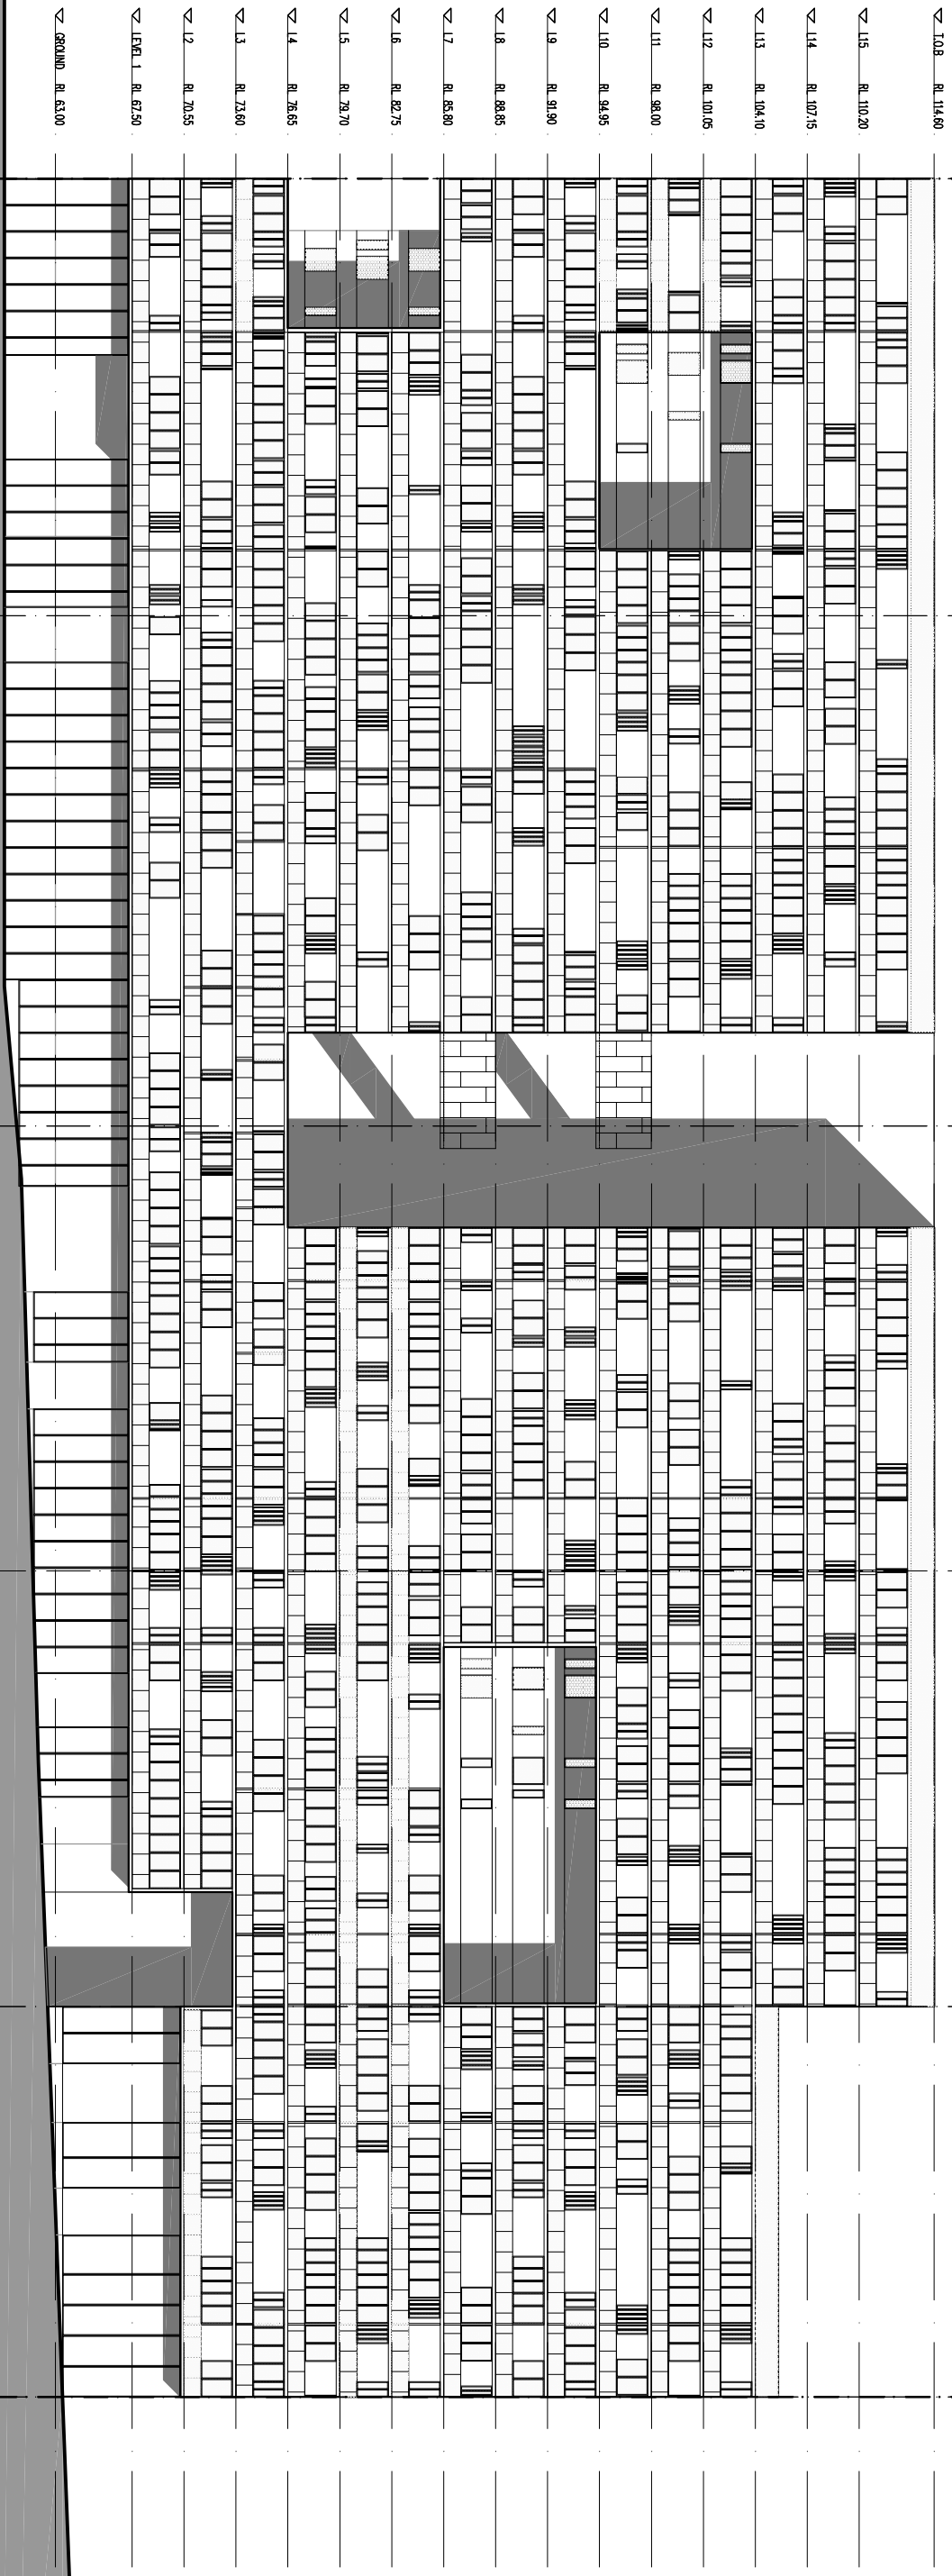 T.O.B RL 114.60
L15 RL 110.20
L14 RL 107.15
L13 RL 104.10
L12 RL 101.05
L11 RL 98.00
L10 RL 94.95
L9 RL 91.90
L8 RL 88.85
L7 RL 85.80
L6 RL 82.75
L5 RL 79.70
L4 RL 76.65
L3 RL 73.60
L2 RL 70.55
LEVEL 1 RL 67.50
GROUND RL 63.00